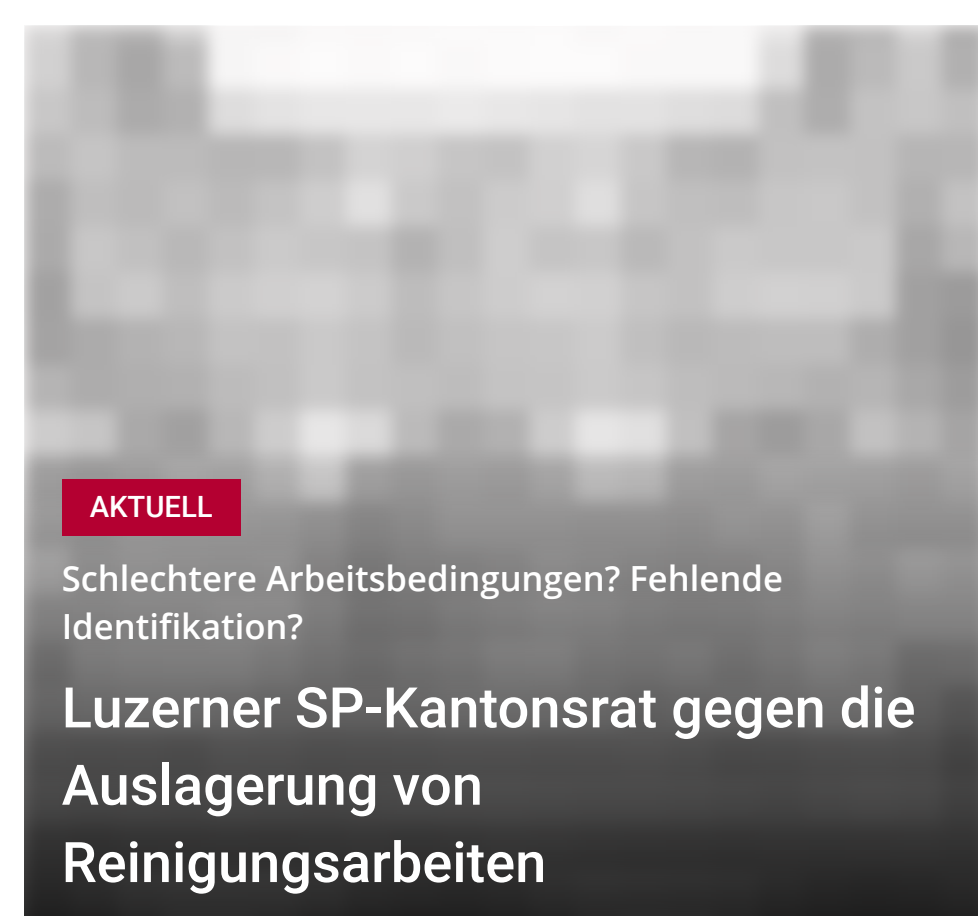 AKTUELL
Schlechtere Arbeitsbedingungen? Fehlende
Identifikation?
Luzerner SP-Kantonsrat gegen die
Auslagerung von
Reinigungsarbeiten